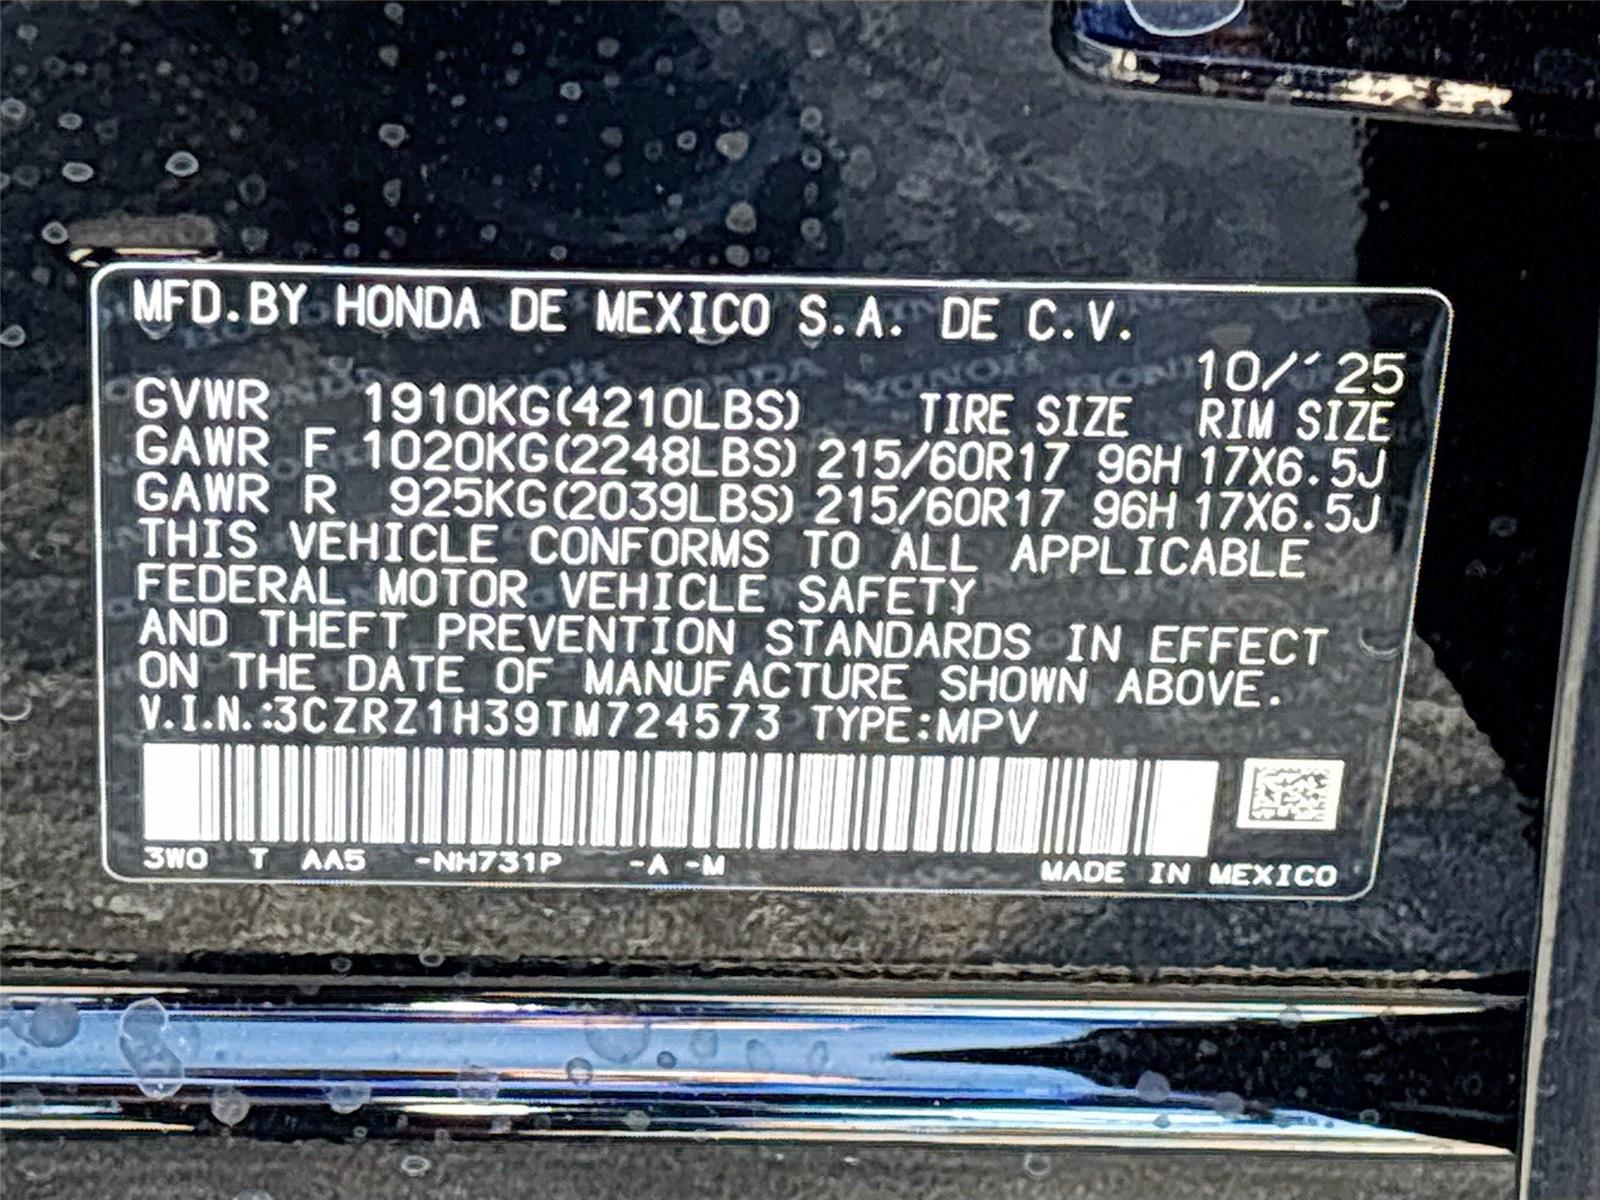 MFD.BY HONDA DE MEXICO S.A. DE C.V.
10/´25
GVWR 1910KG(4210LBS) TIRE SIZE RIM SIZE
GAWR F 1020KG(2248LBS) 215/60R17 96H 17X6.5J
GAWR R 925KG(2039LBS) 215/60R17 96H 17X6.5J
THIS VEHICLE CONFORMS TO ALL APPLICABLE
FEDERAL MOTOR VEHICLE SAFETY
AND THEFT PREVENTION STANDARDS IN EFFECT
ON THE DATE OF MANUFACTURE SHOWN ABOVE.
V.I.N.:3CZRZ1H39TM724573 TYPE:MPV
3W0 T AA5 -NH731P -A -M MADE IN MEXICO